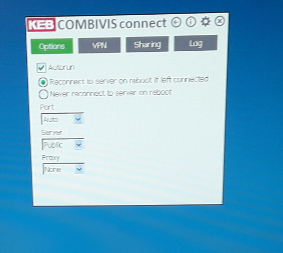 KEB COMBIVIS connect
Options VPN Sharing Log
Autorun
Reconnect to server on reboot if left connected
Never reconnect to server on reboot
Port
Auto
Server
Public
Proxy
None